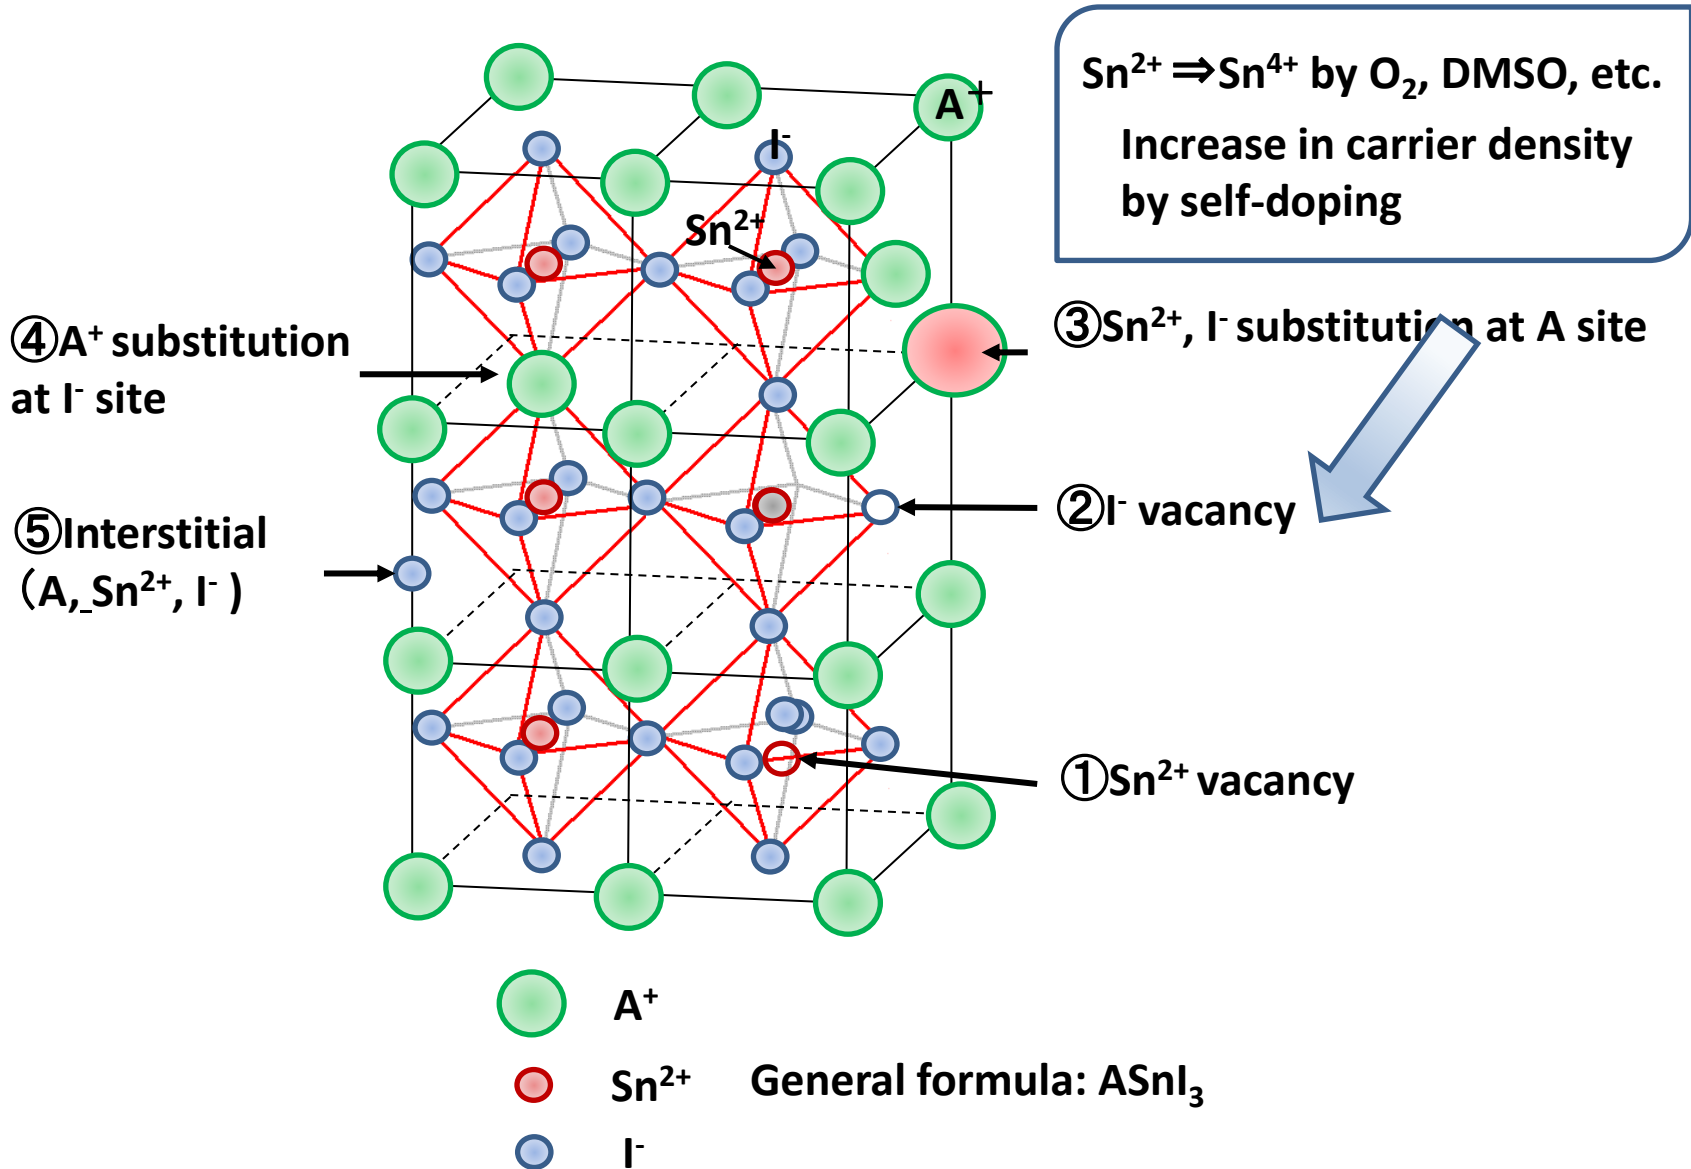 Sn²⁺ ⇒Sn⁴⁺ by O₂, DMSO, etc.
Increase in carrier density
by self-doping
A⁺
I⁻
Sn²⁺
③Sn²⁺, I⁻ substitution at A site
④A⁺ substitution
at I⁻ site
②I⁻ vacancy
⑤Interstitial
（A, Sn²⁺, I⁻ )
①Sn²⁺ vacancy
A⁺
Sn²⁺
General formula: ASnI₃
I⁻